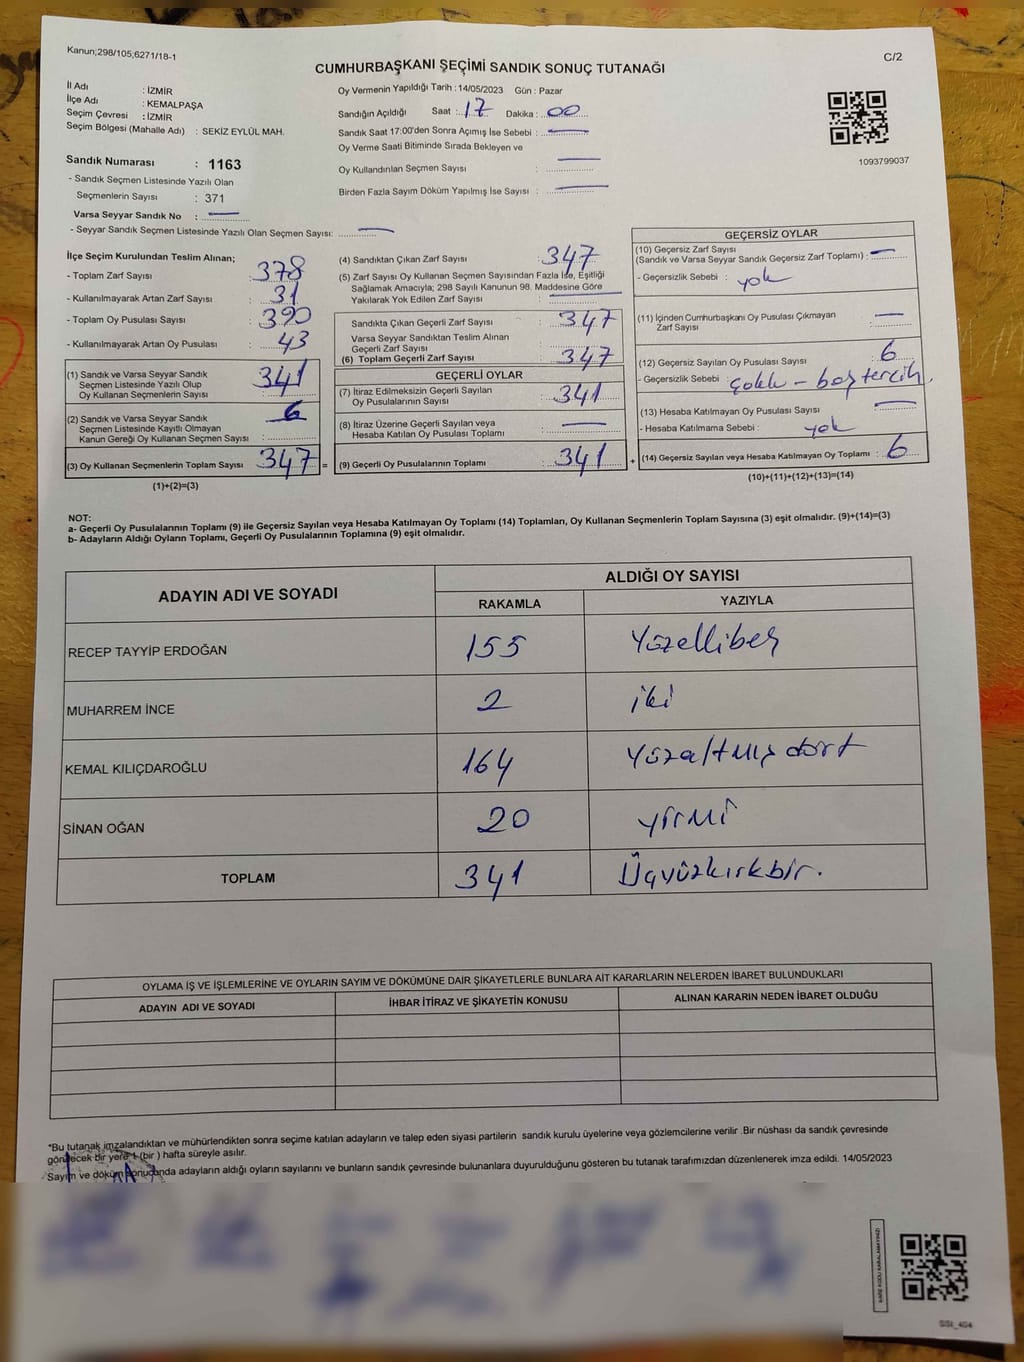 Kanun;298/105;6271/18-1
C/2
CUMHURBAŞKANI SEÇİMİ SANDIK SONUÇ TUTANAĞI
İl Adı : İZMİR
İlçe Adı : KEMALPAŞA
Seçim Çevresi : İZMİR
Seçim Bölgesi (Mahalle Adı) : SEKİZ EYLÜL MAH.
Sandık Numarası : 1163
- Sandık Seçmen Listesinde Yazılı Olan
Seçmenlerin Sayısı : 371
Varsa Seyyar Sandık No :
- Seyyar Sandık Seçmen Listesinde Yazılı Olan Seçmen Sayısı:
Oy Vermenin Yapıldığı Tarih : 14/05/2023 Gün : Pazar
Sandığın Açıldığı Saat : 17 Dakika : 00
Sandık Saat 17:00'den Sonra Açımış İse Sebebi :
Oy Verme Saati Bitiminde Sırada Bekleyen ve
Oy Kullandırılan Seçmen Sayısı :
Birden Fazla Sayım Döküm Yapılmış İse Sayısı :
1093799037
İlçe Seçim Kurulundan Teslim Alınan;
- Toplam Zarf Sayısı : 378
- Kullanılmayarak Artan Zarf Sayısı : 31
- Toplam Oy Pusulası Sayısı : 390
- Kullanılmayarak Artan Oy Pusulası : 43
(1) Sandık ve Varsa Seyyar Sandık
Seçmen Listesinde Yazılı Olup
Oy Kullanan Seçmenlerin Sayısı : 341
(2) Sandık ve Varsa Seyyar Sandık
Seçmen Listesinde Kayıtlı Olmayan
Kanun Gereği Oy Kullanan Seçmen Sayısı : 6
(3) Oy Kullanan Seçmenlerin Toplam Sayısı : 347 =
(1)+(2)=(3)
(4) Sandıktan Çıkan Zarf Sayısı : 347
(5) Zarf Sayısı Oy Kullanan Seçmen Sayısından Fazla İse, Eşitliği
Sağlamak Amacıyla; 298 Sayılı Kanunun 98. Maddesine Göre
Yakılarak Yok Edilen Zarf Sayısı :
Sandıkta Çıkan Geçerli Zarf Sayısı : 347
Varsa Seyyar Sandıktan Teslim Alınan
Geçerli Zarf Sayısı :
(6) Toplam Geçerli Zarf Sayısı : 347
GEÇERLİ OYLAR
(7) İtiraz Edilmeksizin Geçerli Sayılan
Oy Pusulalarının Sayısı : 341
(8) İtiraz Üzerine Geçerli Sayılan veya
Hesaba Katılan Oy Pusulası Toplamı :
(9) Geçerli Oy Pusulalarının Toplamı : 341 +
GEÇERSİZ OYLAR
(10) Geçersiz Zarf Sayısı
(Sandık ve Varsa Seyyar Sandık Geçersiz Zarf Toplamı) :
- Geçersizlik Sebebi : yok
(11) İçinden Cumhurbaşkanı Oy Pusulası Çıkmayan
Zarf Sayısı :
(12) Geçersiz Sayılan Oy Pusulası Sayısı : 6
- Geçersizlik Sebebi : çoklu - boş tercih.
(13) Hesaba Katılmayan Oy Pusulası Sayısı :
- Hesaba Katılmama Sebebi : yok
(14) Geçersiz Sayılan veya Hesaba Katılmayan Oy Toplamı : 6
(10)+(11)+(12)+(13)=(14)
NOT:
a- Geçerli Oy Pusulalarının Toplamı (9) ile Geçersiz Sayılan veya Hesaba Katılmayan Oy Toplamı (14) Toplamları, Oy Kullanan Seçmenlerin Toplam Sayısına (3) eşit olmalıdır. (9)+(14)=(3)
b- Adayların Aldığı Oyların Toplamı, Geçerli Oy Pusulalarının Toplamına (9) eşit olmalıdır.
ADAYIN ADI VE SOYADI ALDIĞI OY SAYISI
RAKAMLA YAZIYLA
RECEP TAYYİP ERDOĞAN 155 Yüzellibeş
MUHARREM İNCE 2 iki
KEMAL KILIÇDAROĞLU 164 Yüzaltmış dört
SİNAN OĞAN 20 yirmi
TOPLAM 341 Üçyüzkırkbir.
OYLAMA İŞ VE İŞLEMLERİNE VE OYLARIN SAYIM VE DÖKÜMÜNE DAİR ŞİKAYETLERLE BUNLARA AİT KARARLARIN NELERDEN İBARET BULUNDUKLARI
ADAYIN ADI VE SOYADI İHBAR İTİRAZ VE ŞİKAYETİN KONUSU ALINAN KARARIN NEDEN İBARET OLDUĞU
*Bu tutanak imzalandıktan ve mühürlendikten sonra seçime katılan adayların ve talep eden siyasi partilerin sandık kurulu üyelerine veya gözlemcilerine verilir .Bir nüshası da sandık çevresinde
görülecek bir yere 1 (bir ) hafta süreyle asılır.
Sayım ve döküm sonucunda adayların aldığı oyların sayılarını ve bunların sandık çevresinde bulunanlara duyurulduğunu gösteren bu tutanak tarafımızdan düzenlenerek imza edildi. 14/05/2023
KARE KODU KARALAMAYINIZ!